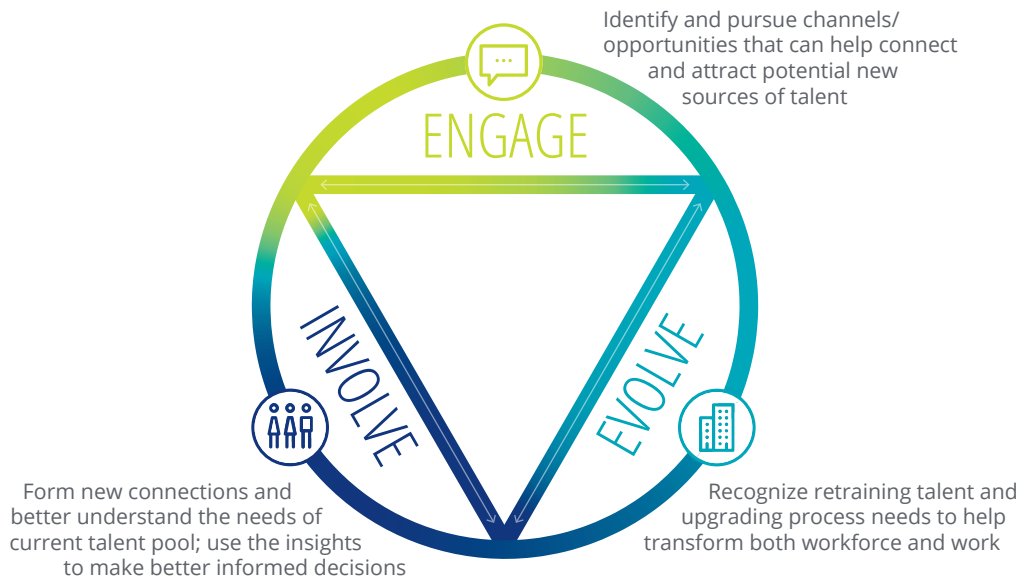 Identify and pursue channels/
opportunities that can help connect
and attract potential new
sources of talent
ENGAGE
INVOLVE
EVOLVE
Form new connections and
better understand the needs of
current talent pool; use the insights
to make better informed decisions
Recognize retraining talent and
upgrading process needs to help
transform both workforce and work